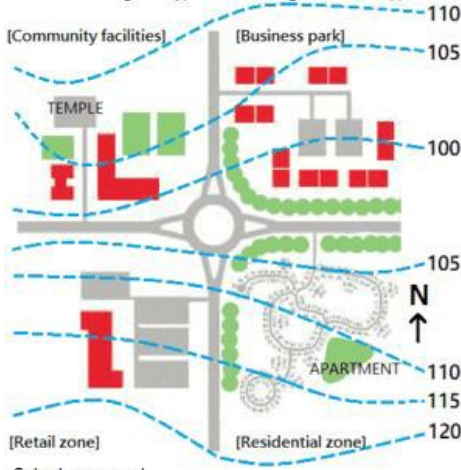 110
[Community facilities]
[Business park]
105
TEMPLE
100
105
N
APARTMENT
110
115
120
[Retail zone]
[Residential zone]